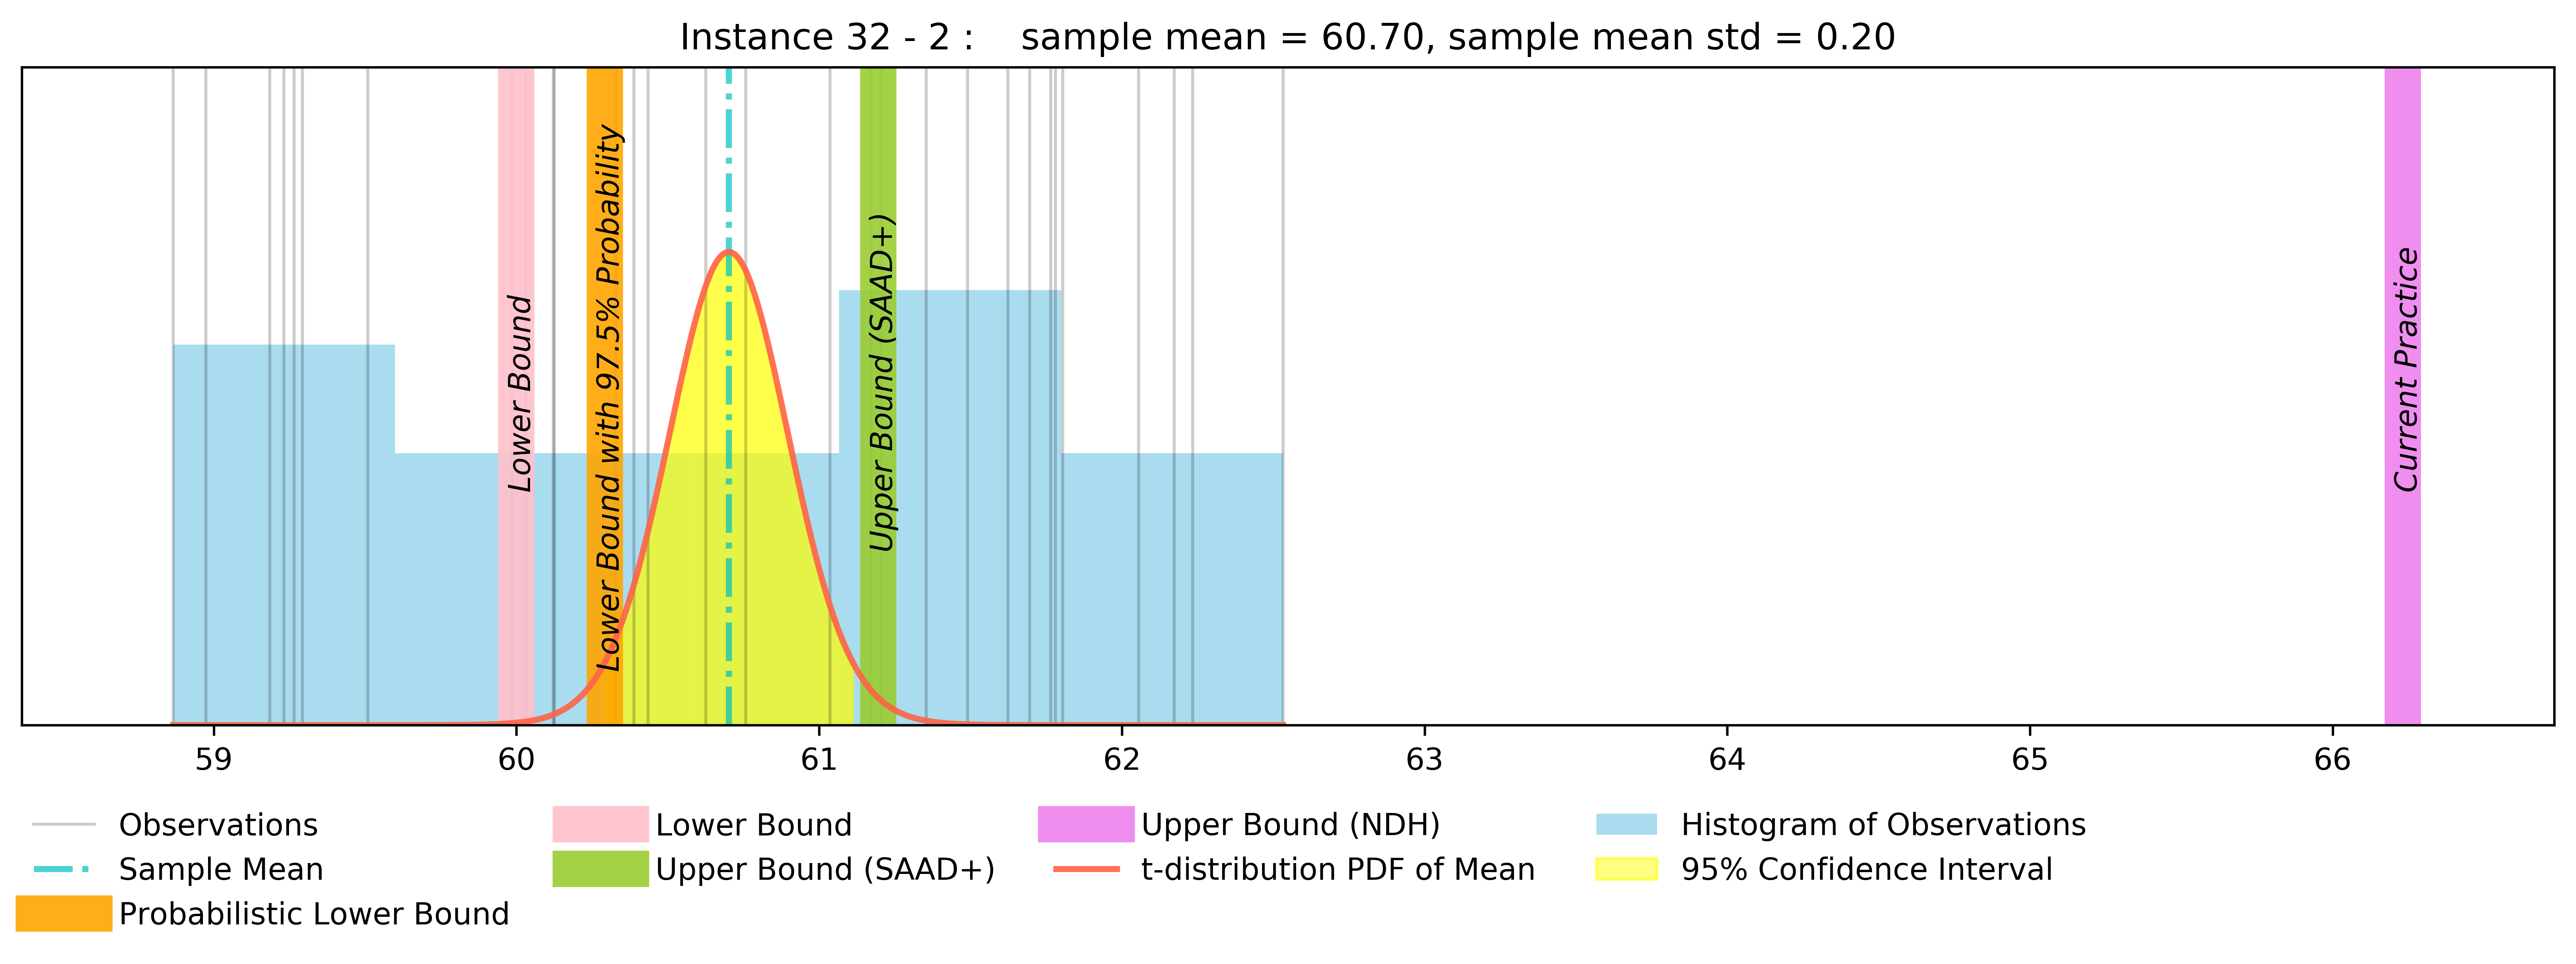 Instance 32 - 2 :    sample mean = 60.70, sample mean std = 0.20
Lower Bound
Lower Bound with 97.5% Probability
Upper Bound (SAAD+)
Current Practice
59 60 61 62 63 64 65 66
Observations
Sample Mean
Probabilistic Lower Bound
Lower Bound
Upper Bound (SAAD+)
Upper Bound (NDH)
t-distribution PDF of Mean
Histogram of Observations
95% Confidence Interval